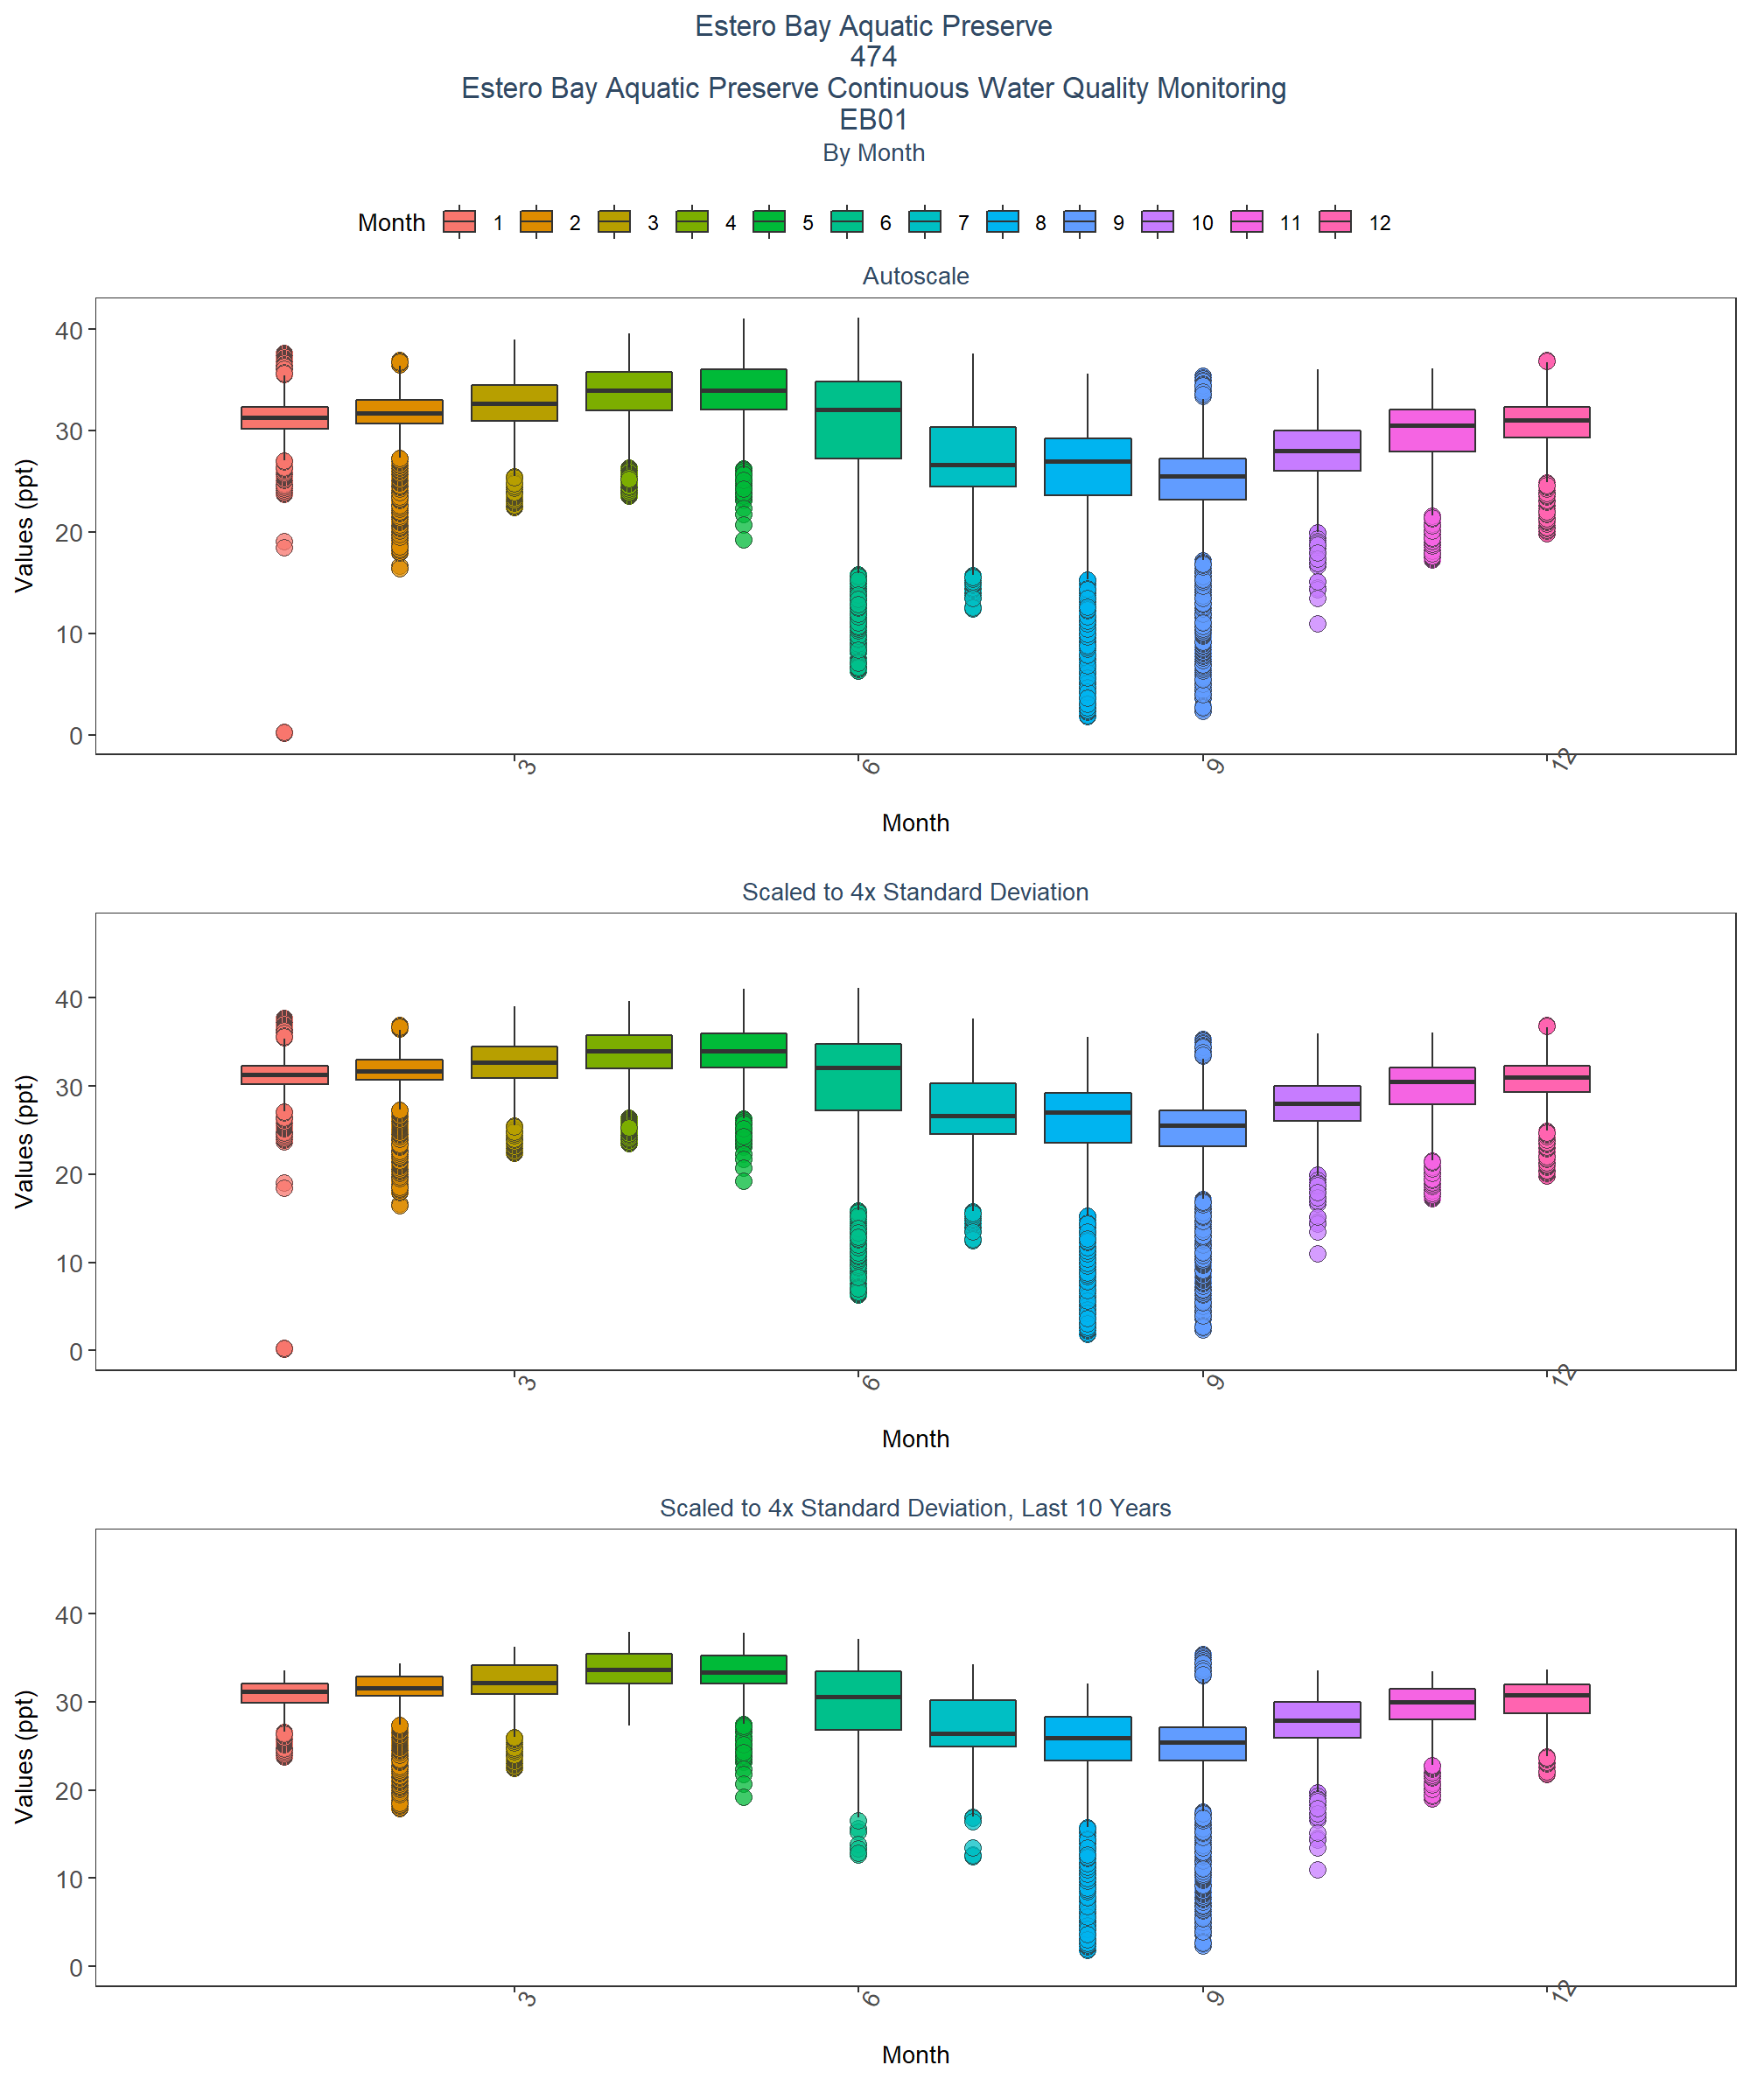 Estero Bay Aquatic Preserve
474
Estero Bay Aquatic Preserve Continuous Water Quality Monitoring
EB01
By Month
Month 1 2 3 4 5 6 7 8 9 10 11 12
Autoscale
Values (ppt)
40
30
20
10
0
3 6 9 12
Month
Scaled to 4x Standard Deviation
Values (ppt)
40
30
20
10
0
3 6 9 12
Month
Scaled to 4x Standard Deviation, Last 10 Years
Values (ppt)
40
30
20
10
0
3 6 9 12
Month